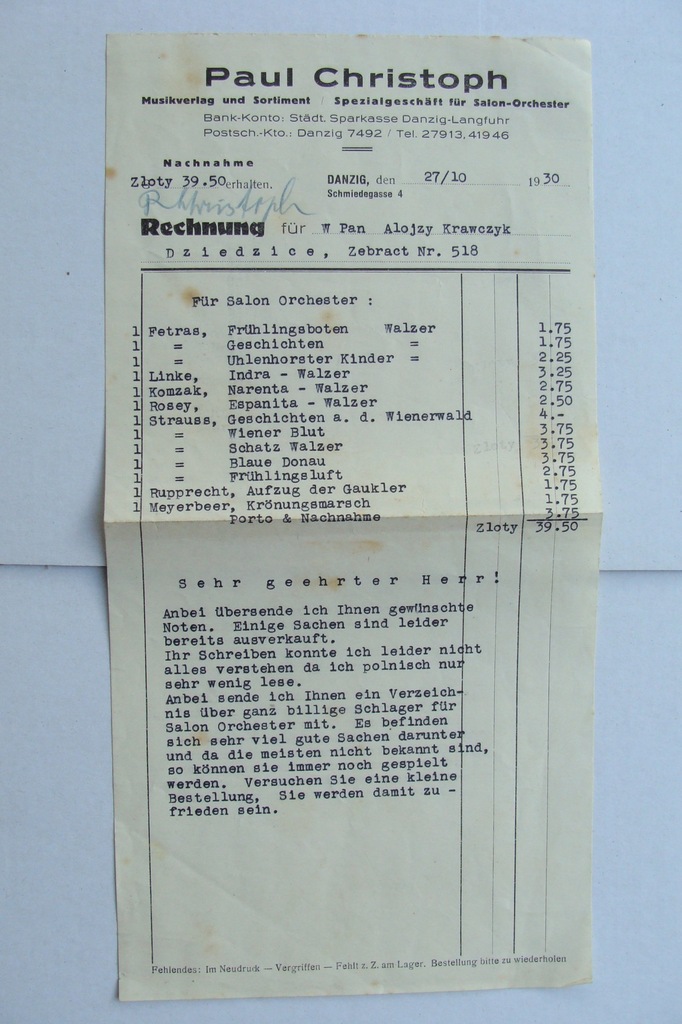 Paul Christoph
Musikverlag und Sortiment / Spezialgeschäft für Salon-Orchester
Bank-Konto: Städt. Sparkasse Danzig-Langfuhr
Postsch.-Kto.: Danzig 7492 / Tel. 27913, 41946
Nachnahme
Zloty 39.50 erhalten.
DANZIG, den 27/10 1930
Schmiedegasse 4
Rechnung für W Pan Alojzy Krawczyk
Dziedzice, Zebract Nr. 518
Für Salon Orchester :
1 Fetras, Frühlingsboten Walzer 1.75
1 = Geschichten = 1.75
1 = Uhlenhorster Kinder = 2.25
1 Linke, Indra - Walzer 3.25
1 Komzak, Narenta - Walzer 2.75
1 Rosey, Espanita - Walzer 2.50
1 Strauss, Geschichten a. d. Wienerwald 4.-
1 = Wiener Blut 3.75
1 = Schatz Walzer 3.75
1 = Blaue Donau 3.75
1 = Frühlingsluft 2.75
1 Rupprecht, Aufzug der Gaukler 1.75
1 Meyerbeer, Krönungsmarsch 1.75
Porto & Nachnahme 3.75
Zloty 39.50
Sehr geehrter Herr!
Anbei übersende ich Ihnen gewünschte
Noten. Einige Sachen sind leider
bereits ausverkauft.
Ihr Schreiben konnte ich leider nicht
alles verstehen da ich polnisch nur
sehr wenig lese.
Anbei sende ich Ihnen ein Verzeich-
nis über ganz billige Schlager für
Salon Orchester mit. Es befinden
sich sehr viel gute Sachen darunter
und da die meisten nicht bekannt sind,
so können sie immer noch gespielt
werden. Versuchen Sie eine kleine
Bestellung, Sie werden damit zu -
frieden sein.
Fehlendes: Im Neudruck — Vergriffen — Fehlt z. Z. am Lager. Bestellung bitte zu wiederholen